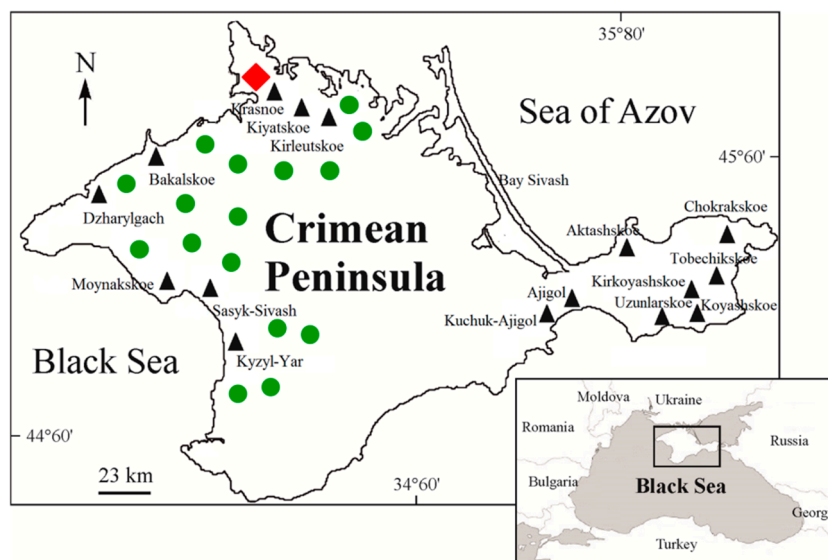 35°80'
N
Sea of Azov
Krasnoe
Kiyatskoe
Kirleutskoe
45°60'
Bakalskoe
Bay Sivash
Dzharylgach
Chokrakskoe
Crimean
Peninsula
Aktashskoe
Tobechikskoe
Moynakskoe
Kirkoyashskoe
Ajigol
Sasyk-Sivash
Uzunlarskoe
Koyashskoe
Kuchuk-Ajigol
Black Sea
Kyzyl-Yar
44°60'
23 km
34°60'
Moldova
Ukraine
Romania
Russia
Bulgaria
Black Sea
Georg
Turkey